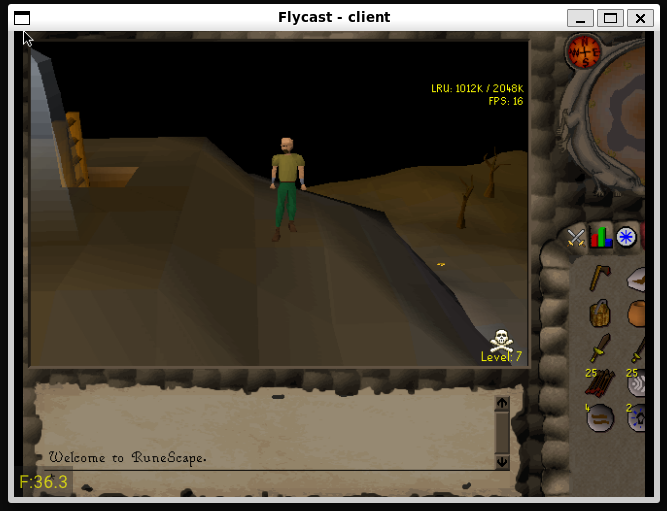 Flycast - client
LRU: 1012K / 2048K
FPS: 16
N
W E
S
Level: 7
25 25
4 2
Welcome to RuneScape.
F:36.3